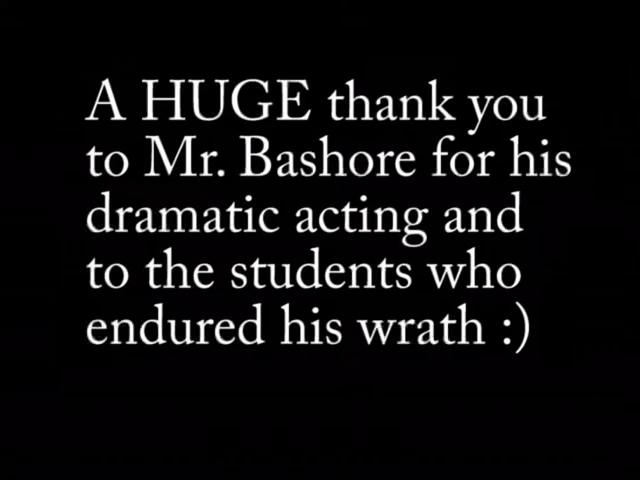 A HUGE thank you
to Mr. Bashore for his
dramatic acting and
to the students who
endured his wrath :)